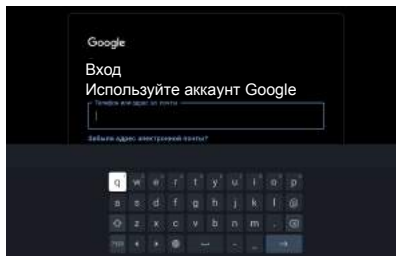 Google
Вход
Используйте аккаунт Google
Телефон или адрес эл. почты
Забыли адрес электронной почты?
q w e r t y u i o p
a s d f g h j k l @
z x c v b n m .
?123 - _